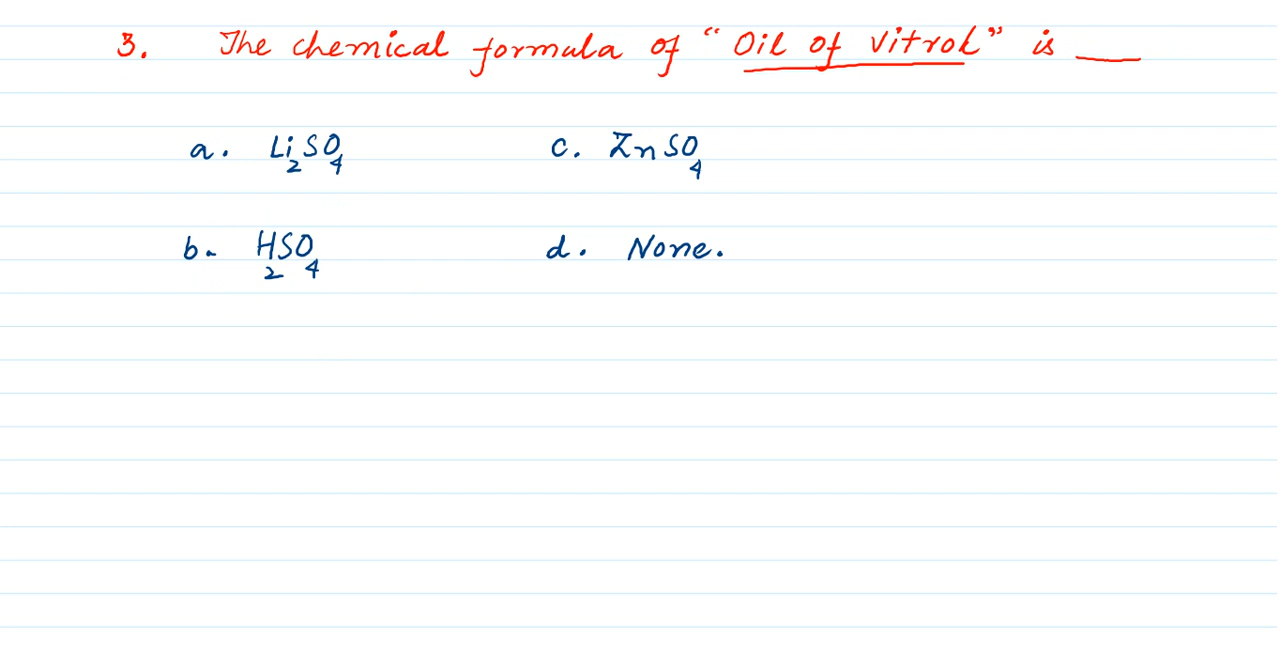 3. The chemical formula of "Oil of Vitrol" is ___
a. Li₂SO₄ c. ZnSO₄
b. H₂SO₄ d. None.